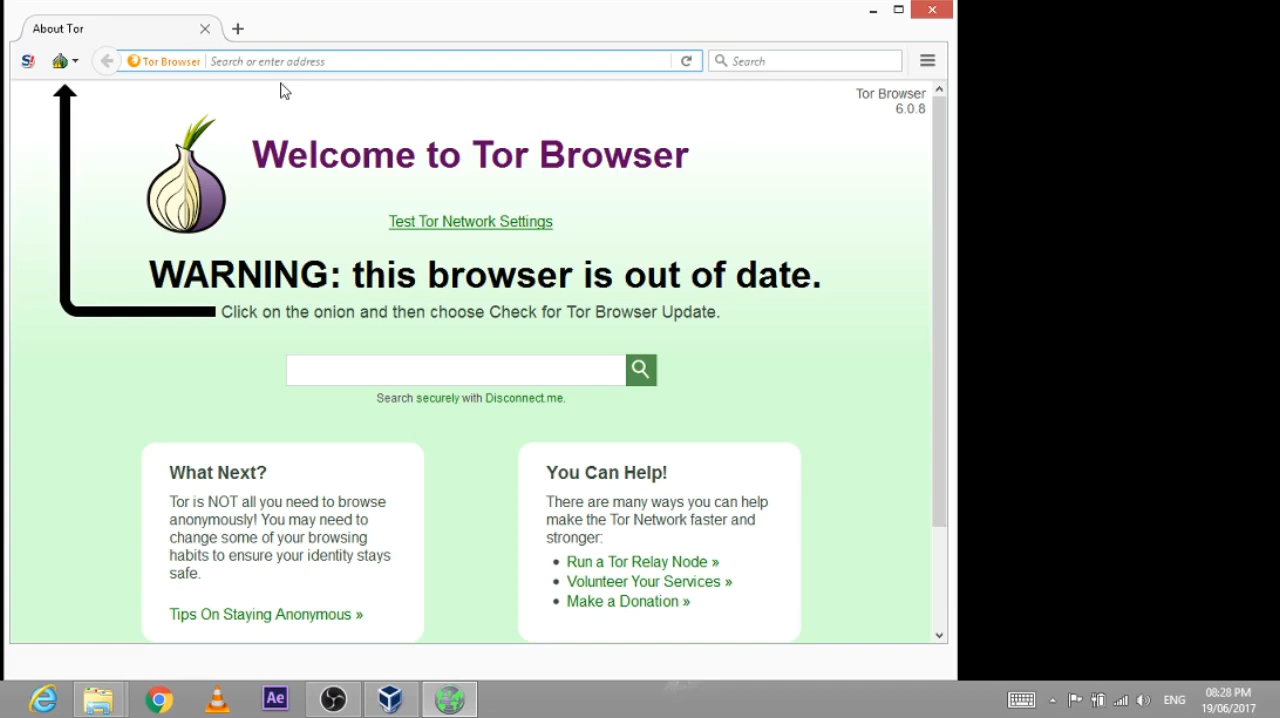 About Tor
Tor Browser
Search or enter address
Search
Tor Browser
6.0.8
Welcome to Tor Browser
Test Tor Network Settings
WARNING: this browser is out of date.
Click on the onion and then choose Check for Tor Browser Update.
Search securely with Disconnect.me.
What Next?
Tor is NOT all you need to browse
anonymously! You may need to
change some of your browsing
habits to ensure your identity stays
safe.
Tips On Staying Anonymous »
You Can Help!
There are many ways you can help
make the Tor Network faster and
stronger:
• Run a Tor Relay Node »
• Volunteer Your Services »
• Make a Donation »
Ae
ENG
08:28 PM
19/06/2017